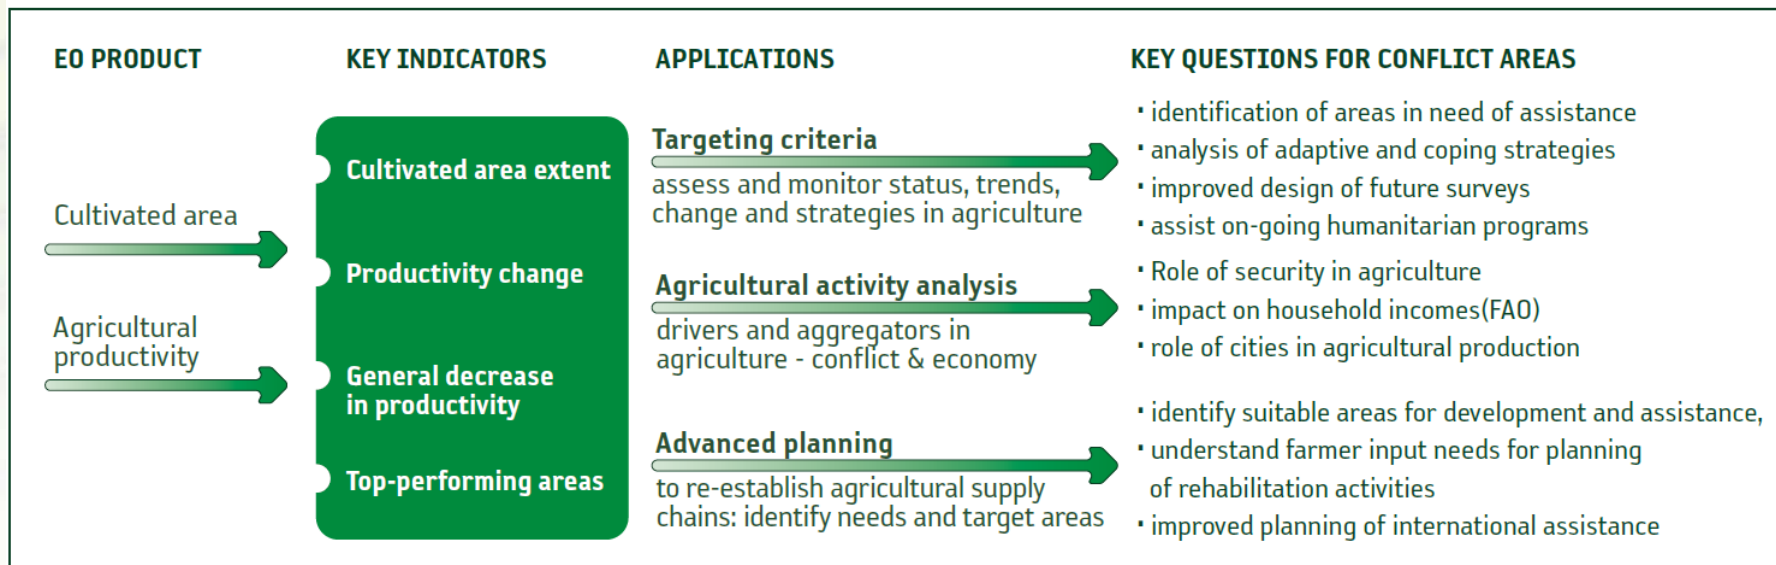 EO PRODUCT
KEY INDICATORS
APPLICATIONS
KEY QUESTIONS FOR CONFLICT AREAS
Cultivated area
Agricultural
productivity
Cultivated area extent
Productivity change
General decrease
in productivity
Top-performing areas
Targeting criteria
assess and monitor status, trends,
change and strategies in agriculture
Agricultural activity analysis
drivers and aggregators in
agriculture - conflict & economy
Advanced planning
to re-establish agricultural supply
chains: identify needs and target areas
· identification of areas in need of assistance
· analysis of adaptive and coping strategies
· improved design of future surveys
· assist on-going humanitarian programs
· Role of security in agriculture
· impact on household incomes(FAO)
· role of cities in agricultural production
· identify suitable areas for development and assistance,
· understand farmer input needs for planning
of rehabilitation activities
· improved planning of international assistance